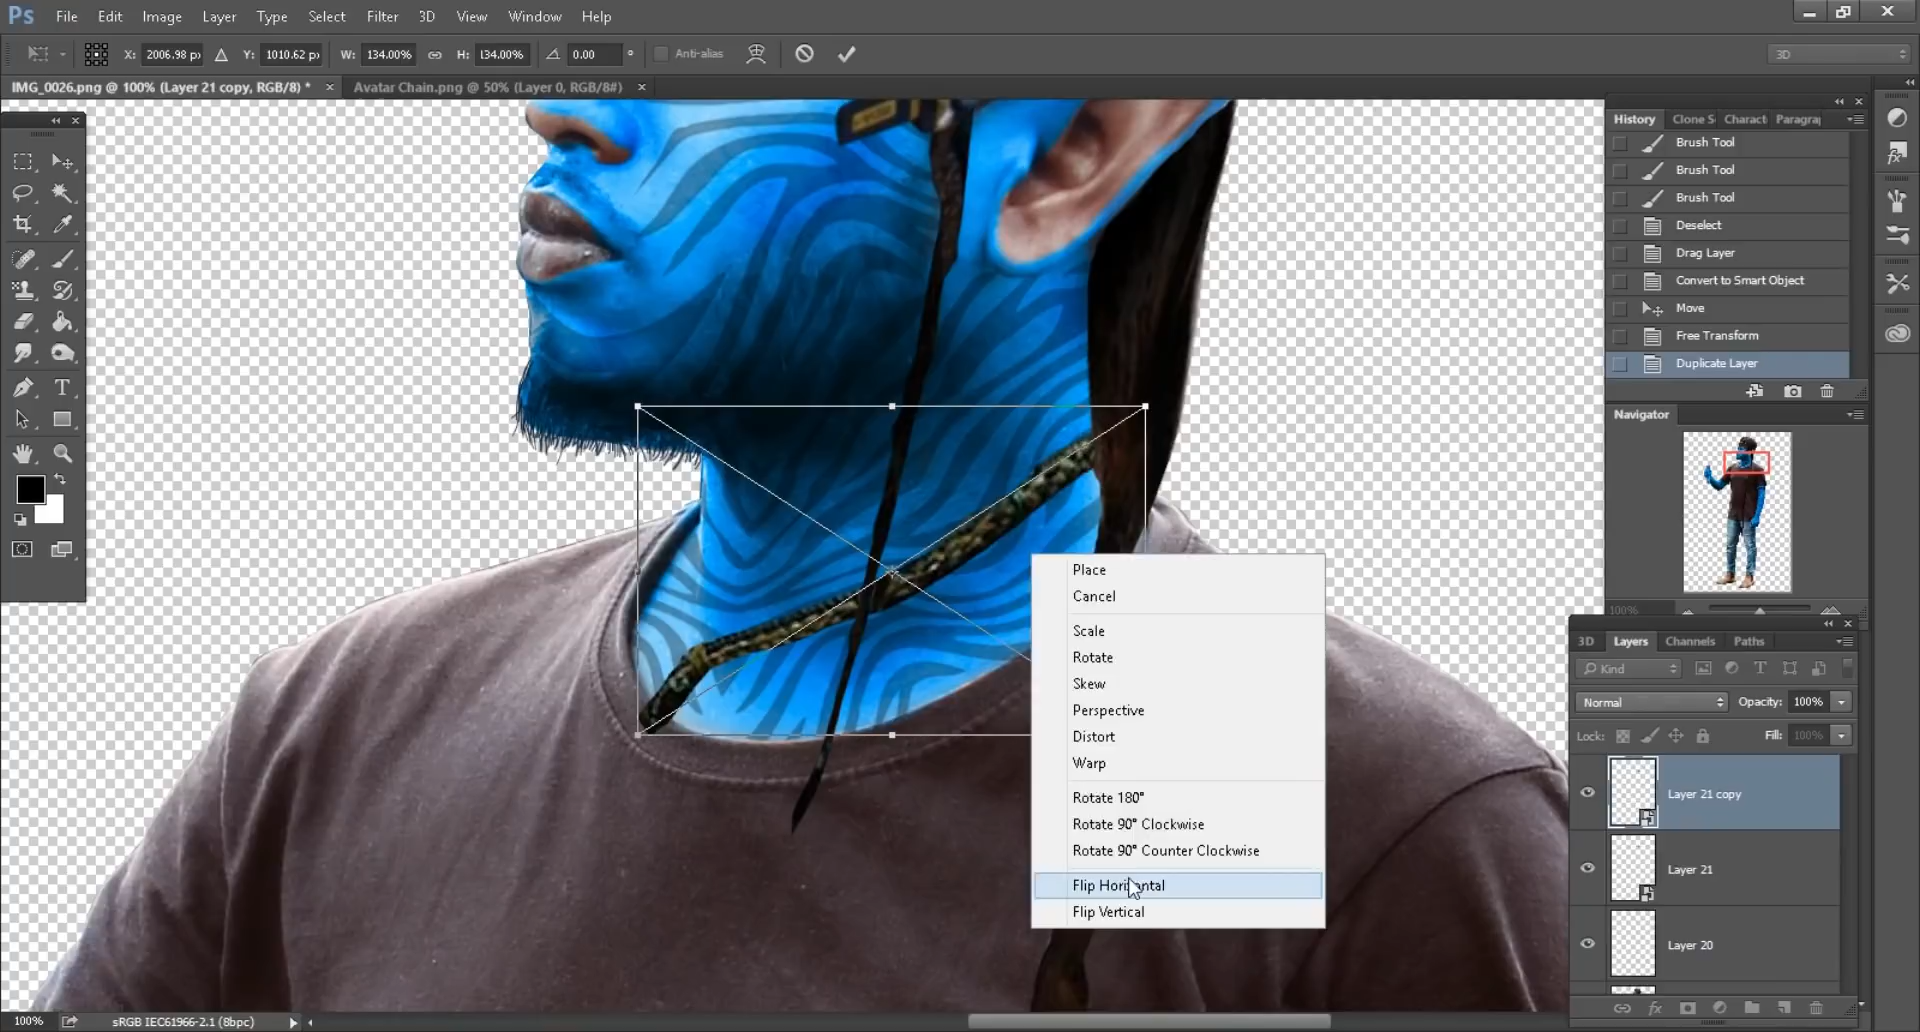 Ps File Edit Image Layer Type Select Filter 3D View Window Help
X: 2006.98 p Y: 1010.62 p W: 134.00% H: 134.00% 0.00 ° Anti-alias 3D
IMG_0026.png @ 100% (Layer 21 copy, RGB/8) * × Avatar Chain.png @ 50% (Layer 0, RGB/8#) ×
History Clone S Charact Paragra
Brush Tool
Brush Tool
Brush Tool
Deselect
Drag Layer
Convert to Smart Object
Move
Free Transform
Duplicate Layer
Navigator
100%
Place
Cancel
Scale
Rotate
Skew
Perspective
Distort
Warp
Rotate 180°
Rotate 90° Clockwise
Rotate 90° Counter Clockwise
Flip Horizontal
Flip Vertical
3D Layers Channels Paths
Kind
Normal Opacity: 100%
Lock: Fill: 100%
Layer 21 copy
Layer 21
Layer 20
100% sRGB IEC61966-2.1 (8bpc)